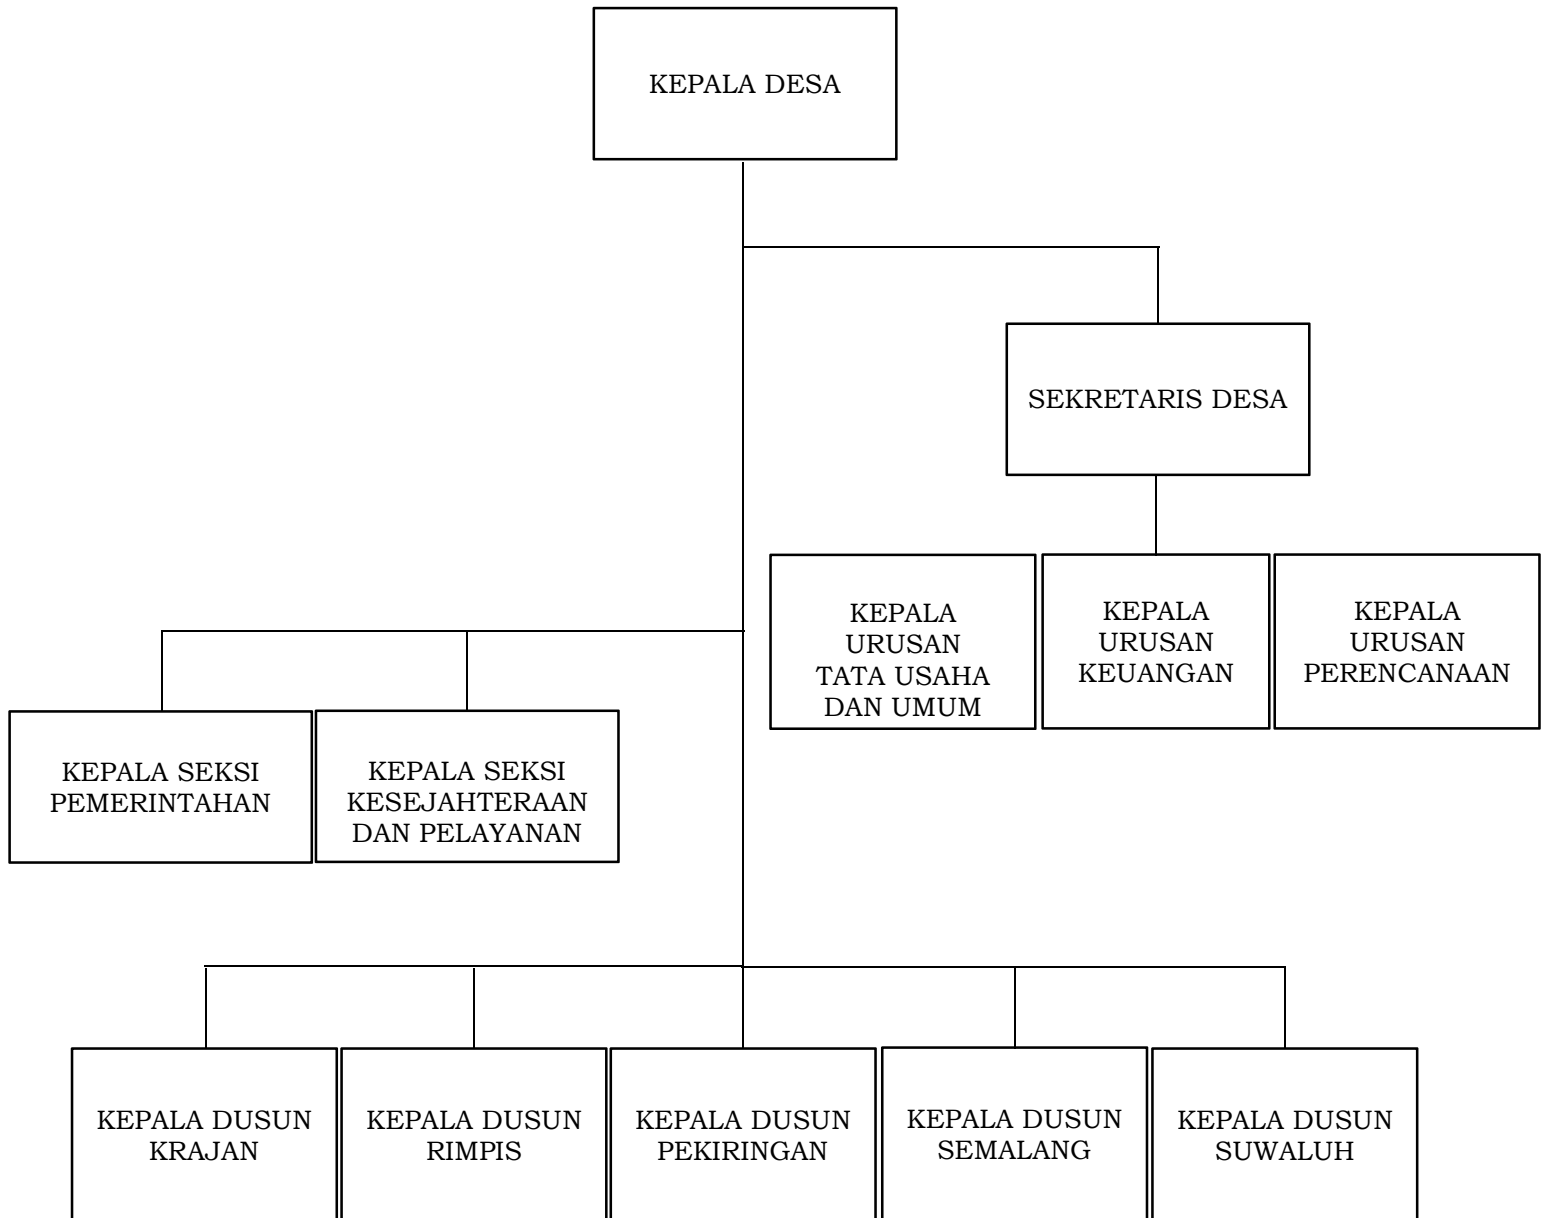 KEPALA DESA
SEKRETARIS DESA
KEPALA
URUSAN
TATA USAHA
DAN UMUM
KEPALA
URUSAN
KEUANGAN
KEPALA
URUSAN
PERENCANAAN
KEPALA SEKSI
PEMERINTAHAN
KEPALA SEKSI
KESEJAHTERAAN
DAN PELAYANAN
KEPALA DUSUN
KRAJAN
KEPALA DUSUN
RIMPIS
KEPALA DUSUN
PEKIRINGAN
KEPALA DUSUN
SEMALANG
KEPALA DUSUN
SUWALUH